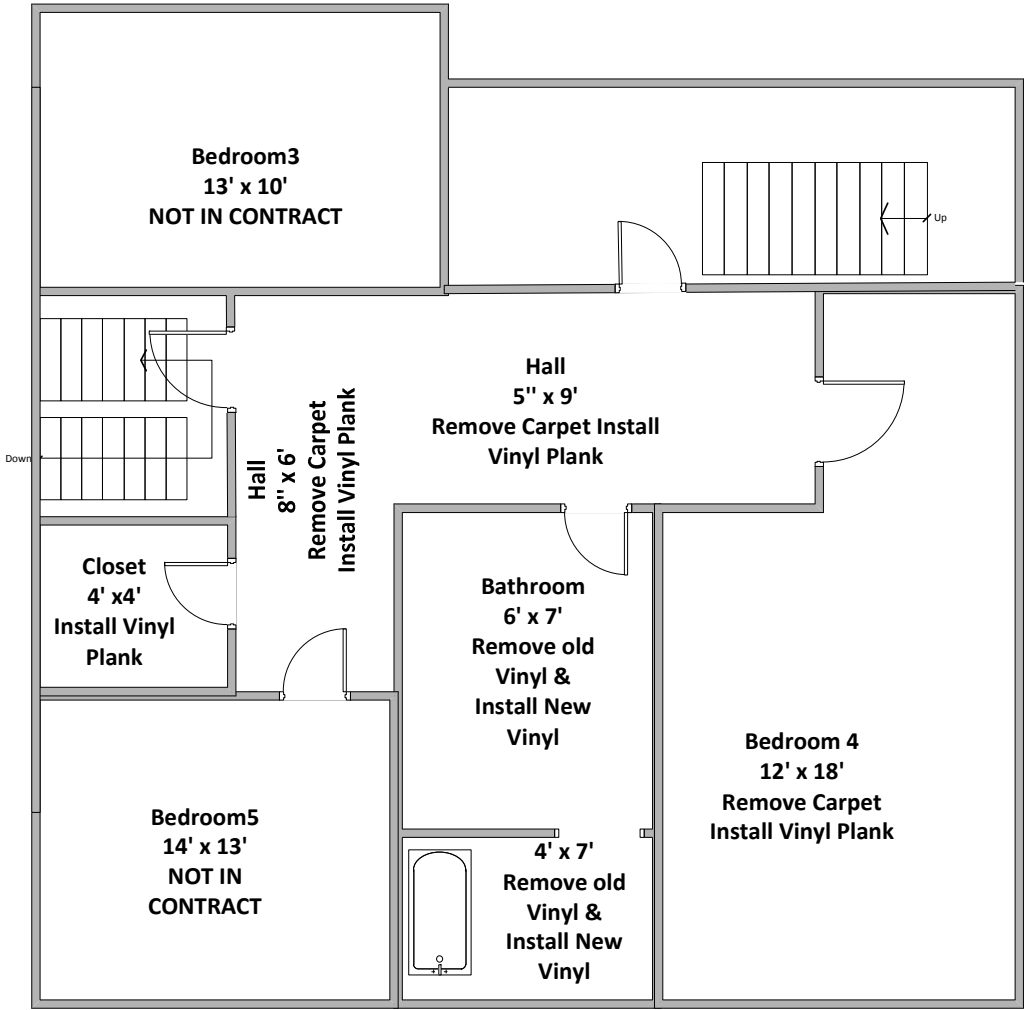 Bedroom3
13' x 10'
NOT IN CONTRACT
Up
Hall
5'' x 9'
Remove Carpet Install
Vinyl Plank
Down
Hall
8'' x 6'
Remove Carpet
Install Vinyl Plank
Closet
4' x4'
Install Vinyl
Plank
Bathroom
6' x 7'
Remove old
Vinyl &
Install New
Vinyl
Bedroom 4
12' x 18'
Remove Carpet
Install Vinyl Plank
Bedroom5
14' x 13'
NOT IN
CONTRACT
4' x 7'
Remove old
Vinyl &
Install New
Vinyl